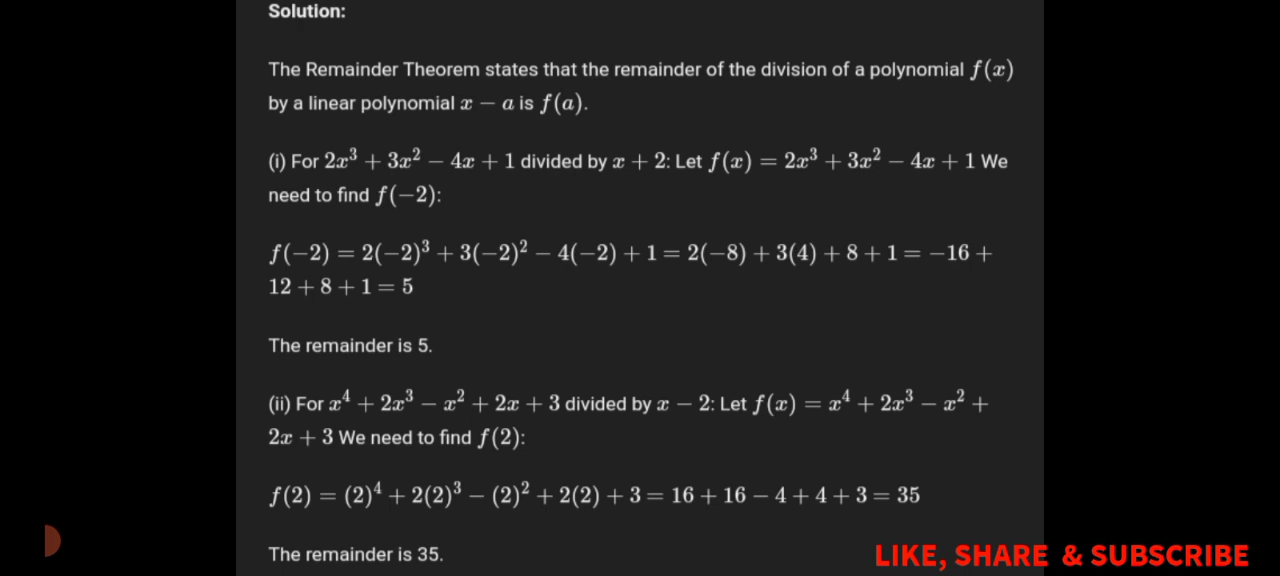 Solution:
The Remainder Theorem states that the remainder of the division of a polynomial f(x)
by a linear polynomial x − a is f(a).
(i) For 2x³ + 3x² − 4x + 1 divided by x + 2: Let f(x) = 2x³ + 3x² − 4x + 1 We
need to find f(−2):
f(−2) = 2(−2)³ + 3(−2)² − 4(−2) + 1 = 2(−8) + 3(4) + 8 + 1 = −16 +
12 + 8 + 1 = 5
The remainder is 5.
(ii) For x⁴ + 2x³ − x² + 2x + 3 divided by x − 2: Let f(x) = x⁴ + 2x³ − x² +
2x + 3 We need to find f(2):
f(2) = (2)⁴ + 2(2)³ − (2)² + 2(2) + 3 = 16 + 16 − 4 + 4 + 3 = 35
The remainder is 35.
LIKE, SHARE & SUBSCRIBE